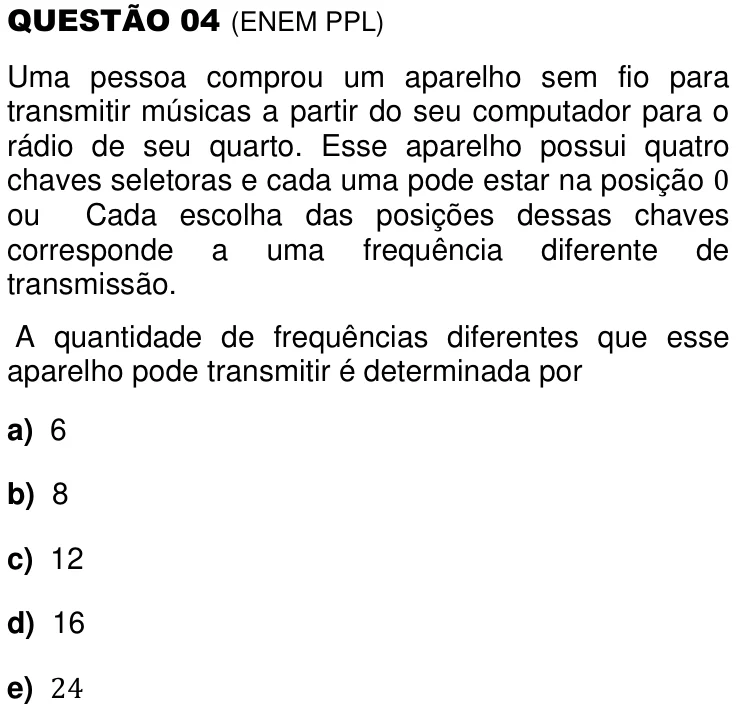 QUESTÃO 04 (ENEM PPL)
Uma pessoa comprou um aparelho sem fio para
transmitir músicas a partir do seu computador para o
rádio de seu quarto. Esse aparelho possui quatro
chaves seletoras e cada uma pode estar na posição 0
ou Cada escolha das posições dessas chaves
corresponde a uma frequência diferente de
transmissão.
A quantidade de frequências diferentes que esse
aparelho pode transmitir é determinada por
a) 6
b) 8
c) 12
d) 16
e) 24